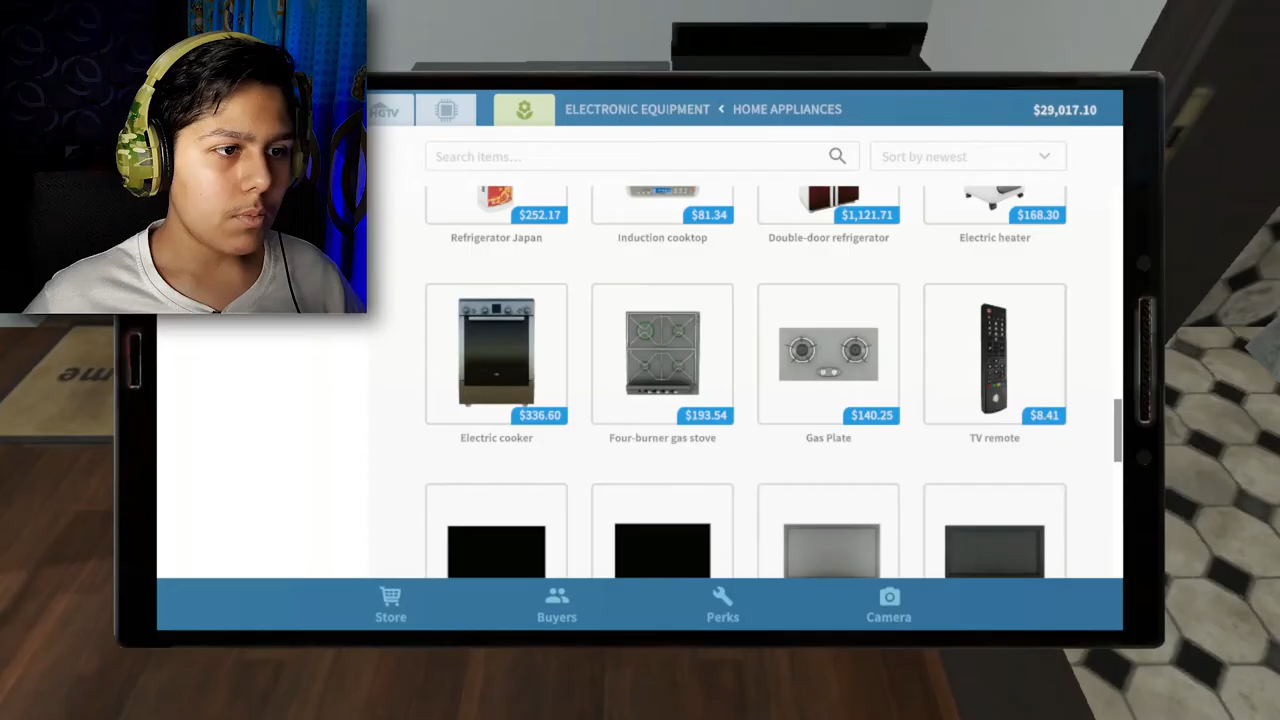 HGTV
ELECTRONIC EQUIPMENT < HOME APPLIANCES
$29,017.10
Search items...
Sort by newest
$252.17
$81.34
$1,121.71
$168.30
Refrigerator Japan
Induction cooktop
Double-door refrigerator
Electric heater
$336.60
$193.54
$140.25
$8.41
Electric cooker
Four-burner gas stove
Gas Plate
TV remote
Store
Buyers
Perks
Camera